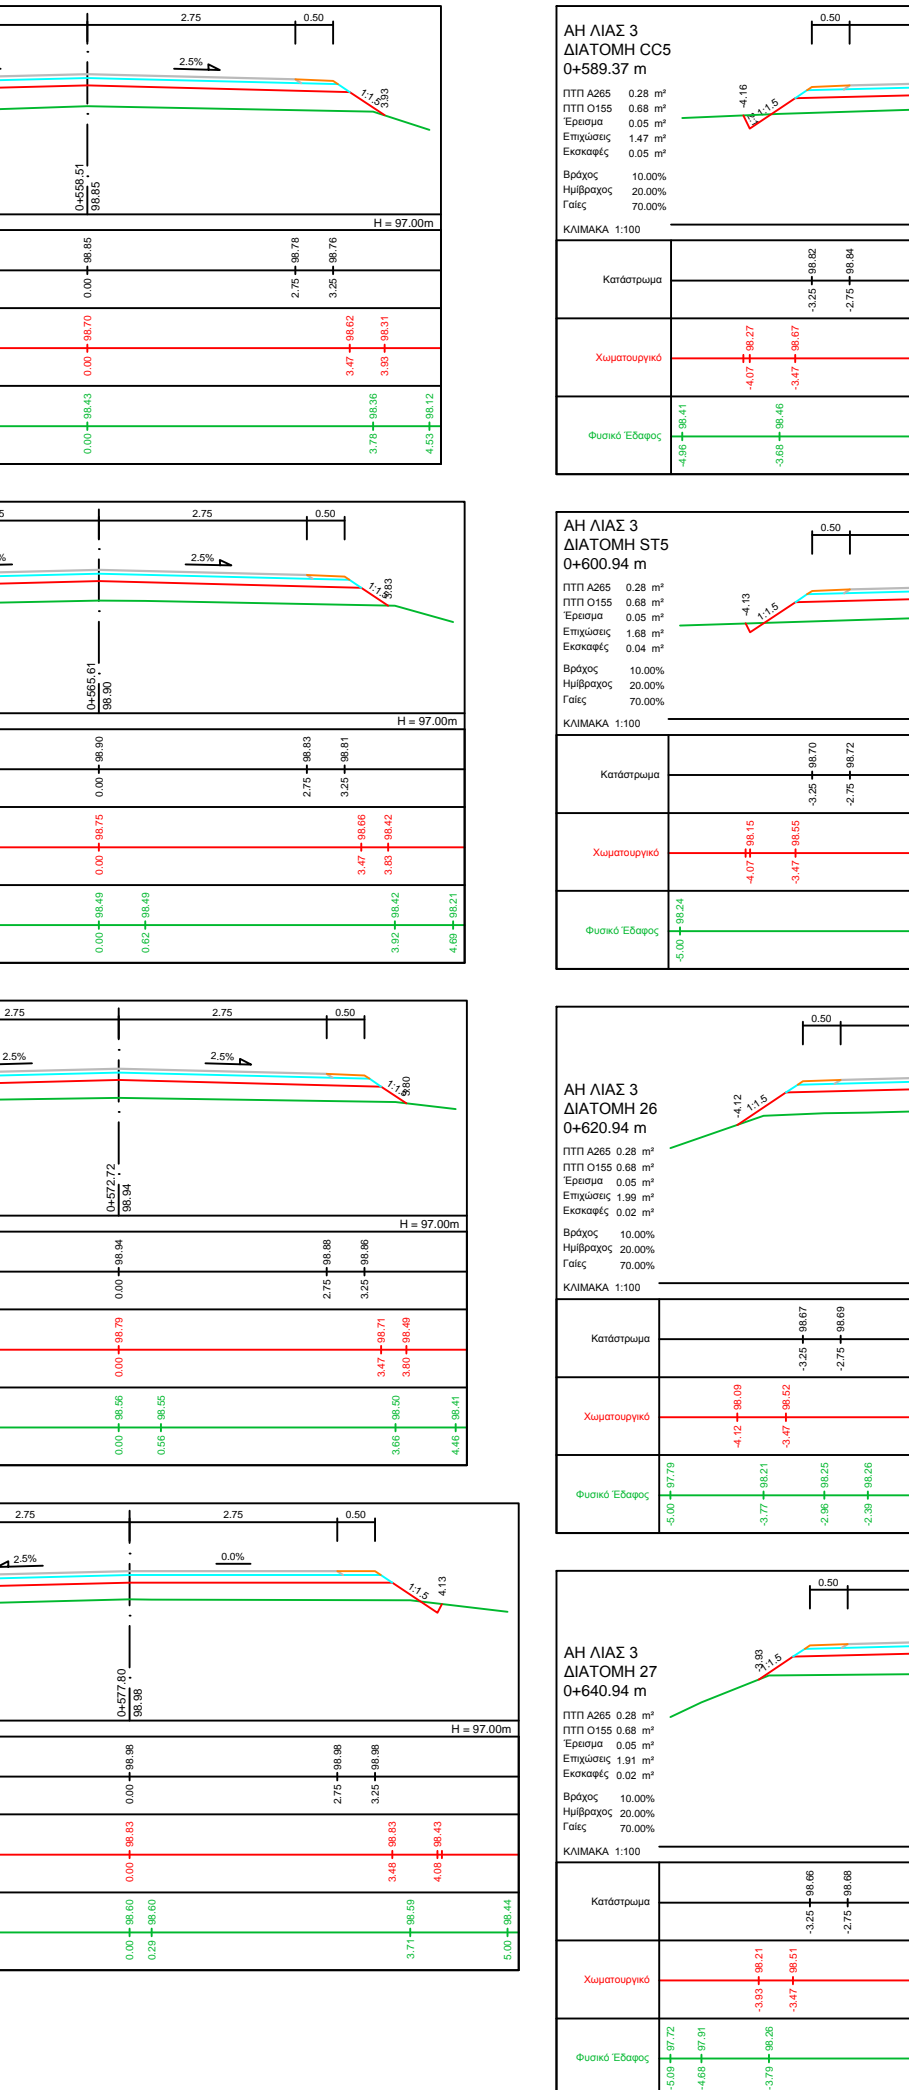 2.75 0.50
2.5%
1:1.5
3.93
0+558.51
98.85
H = 97.00m
98.85 98.78 98.76
0.00 2.75 3.25
98.70 98.62 98.31
0.00 3.47 3.93
98.43 98.36 98.12
0.00 3.78 4.53
2.75 0.50
2.5%
0+565.61
98.90
H = 97.00m
98.90 98.83 98.81
0.00 2.75 3.25
98.75 98.66 98.42
0.00 3.47 3.83
98.49 98.49 98.42 98.21
0.00 0.62 3.92 4.69
2.75 2.75 0.50
2.5% 2.5%
0+572.72
98.94
H = 97.00m
98.94 98.88 98.86
0.00 2.75 3.25
98.79 98.71 98.49
0.00 3.47 3.80
98.56 98.55 98.50 98.41
0.00 0.56 3.66 4.46
2.75 2.75 0.50
2.5% 0.0%
1:1.5
4.13
0+577.80
98.98
H = 97.00m
98.98 98.98 98.98
0.00 2.75 3.25
98.83 98.83 98.43
0.00 3.48 4.08
98.60 98.60 98.59 98.44
0.00 0.29 3.71 5.00
0.50
ΑΗ ΛΙΑΣ 3
ΔΙΑΤΟΜΗ CC5
0+589.37 m
ΠΤΠ Α265 0.28 m²
ΠΤΠ Ο155 0.68 m²
Έρεισμα 0.05 m²
Επιχώσεις 1.47 m²
Εκσκαφές 0.05 m²
Βράχος 10.00%
Ημίβραχος 20.00%
Γαίες 70.00%
ΚΛΙΜΑΚΑ 1:100
-4.16
1:1.5
Κατάστρωμα
98.82 98.84
-3.25 -2.75
Χωματουργικό
98.27 98.67
-4.07 -3.47
Φυσικό Έδαφος
98.41 98.46
-4.96 -3.68
0.50
ΑΗ ΛΙΑΣ 3
ΔΙΑΤΟΜΗ ST5
0+600.94 m
ΠΤΠ Α265 0.28 m²
ΠΤΠ Ο155 0.68 m²
Έρεισμα 0.05 m²
Επιχώσεις 1.68 m²
Εκσκαφές 0.04 m²
Βράχος 10.00%
Ημίβραχος 20.00%
Γαίες 70.00%
ΚΛΙΜΑΚΑ 1:100
-4.13
1:1.5
Κατάστρωμα
98.70 98.72
-3.25 -2.75
Χωματουργικό
98.15 98.55
-4.07 -3.47
Φυσικό Έδαφος
98.24
-5.00
0.50
ΑΗ ΛΙΑΣ 3
ΔΙΑΤΟΜΗ 26
0+620.94 m
ΠΤΠ Α265 0.28 m²
ΠΤΠ Ο155 0.68 m²
Έρεισμα 0.05 m²
Επιχώσεις 1.99 m²
Εκσκαφές 0.02 m²
Βράχος 10.00%
Ημίβραχος 20.00%
Γαίες 70.00%
ΚΛΙΜΑΚΑ 1:100
-4.12
1:1.5
Κατάστρωμα
98.67 98.69
-3.25 -2.75
Χωματουργικό
98.09 98.52
-4.12 -3.47
Φυσικό Έδαφος
97.79 98.21 98.25 98.26
-5.00 -3.77 -2.96 -2.39
0.50
ΑΗ ΛΙΑΣ 3
ΔΙΑΤΟΜΗ 27
0+640.94 m
ΠΤΠ Α265 0.28 m²
ΠΤΠ Ο155 0.68 m²
Έρεισμα 0.05 m²
Επιχώσεις 1.91 m²
Εκσκαφές 0.02 m²
Βράχος 10.00%
Ημίβραχος 20.00%
Γαίες 70.00%
ΚΛΙΜΑΚΑ 1:100
-3.93
1:1.5
Κατάστρωμα
98.66 98.68
-3.25 -2.75
Χωματουργικό
98.21 98.51
-3.93 -3.47
Φυσικό Έδαφος
97.72 97.91 98.26
-5.09 -4.68 -3.79